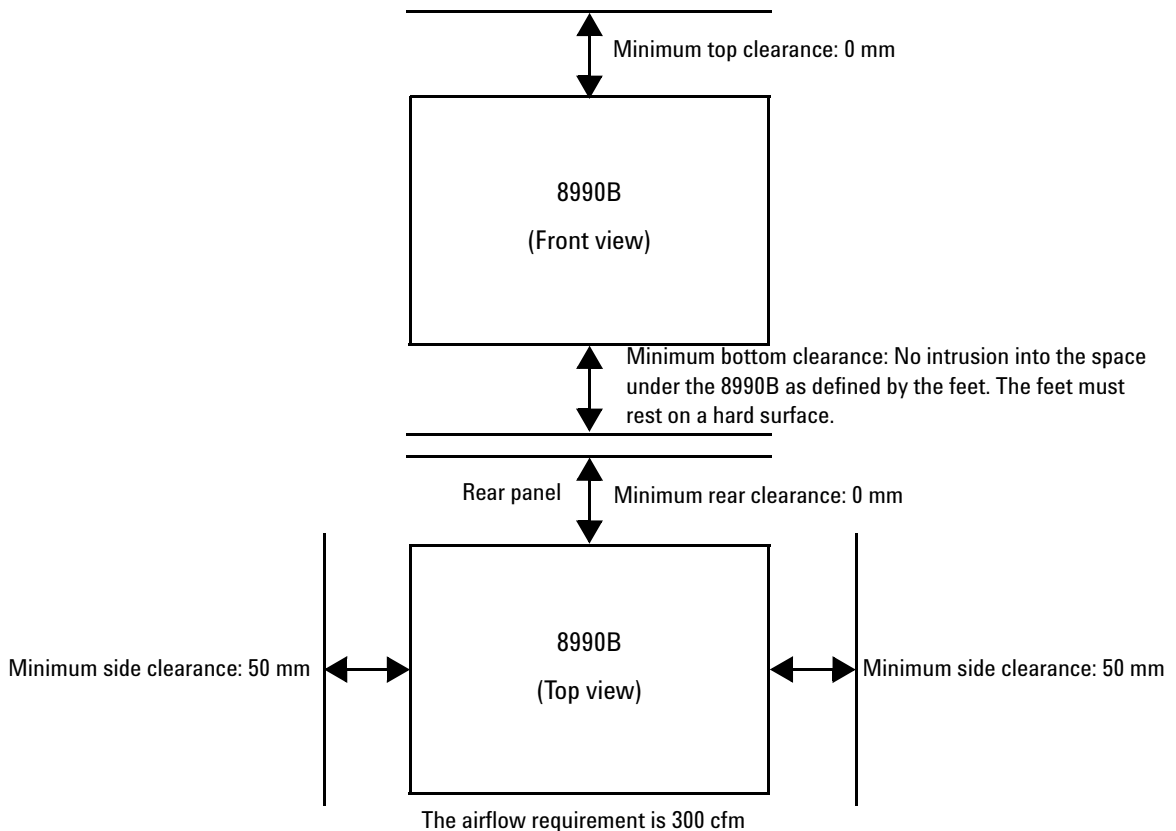 Minimum top clearance: 0 mm
8990B
(Front view)
Minimum bottom clearance: No intrusion into the space
under the 8990B as defined by the feet. The feet must
rest on a hard surface.
Rear panel
Minimum rear clearance: 0 mm
8990B
(Top view)
Minimum side clearance: 50 mm
Minimum side clearance: 50 mm
The airflow requirement is 300 cfm